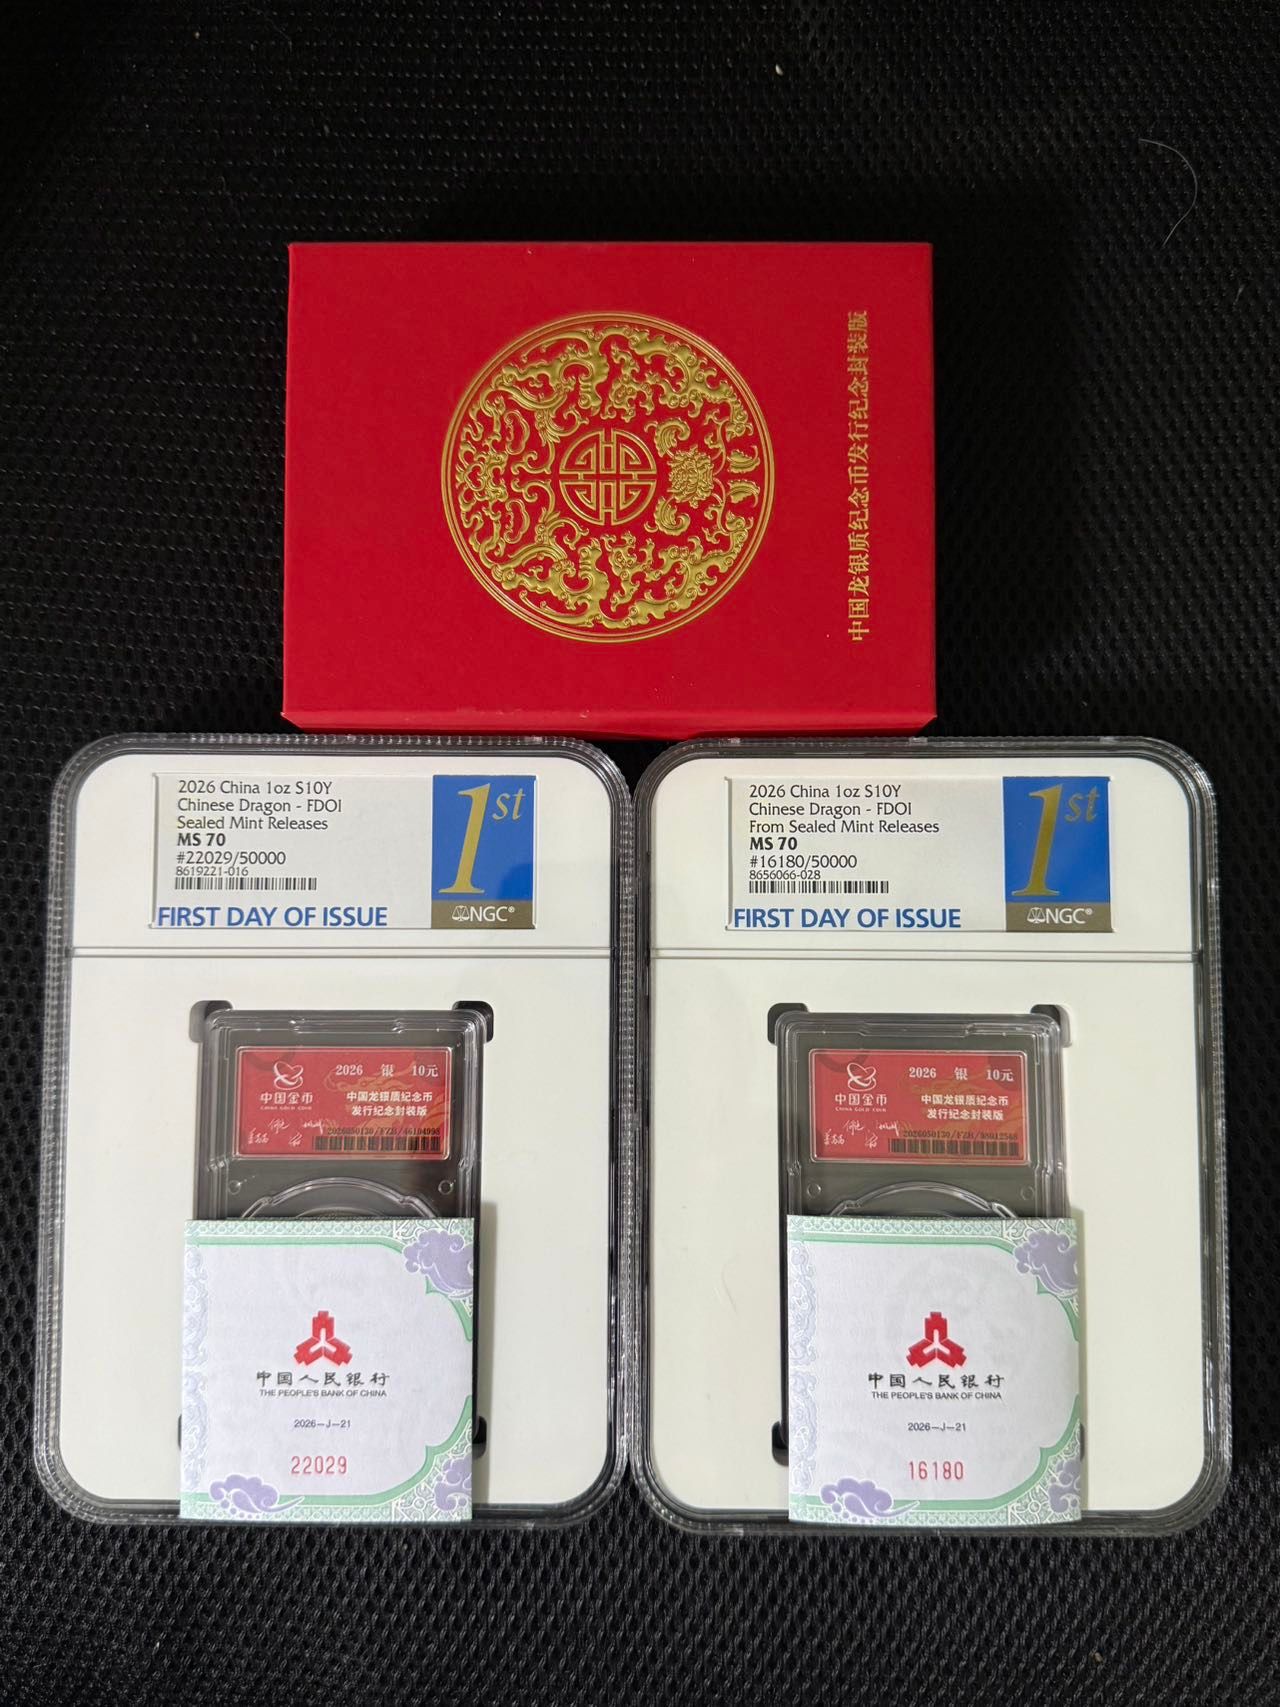 中国龙银质纪念币发行纪念封装版
2026 China 1oz S10Y
Chinese Dragon - FDOI
Sealed Mint Releases
MS 70
#22029/50000
8619221-016
FIRST DAY OF ISSUE
1st
NGC®
2026 银 10元
中国金币
CHINA GOLD COIN
中国龙银质纪念币
发行纪念封装版
2026050130/FZB/46104998
中国人民银行
THE PEOPLE'S BANK OF CHINA
2026-J-21
22029
2026 China 1oz S10Y
Chinese Dragon - FDOI
From Sealed Mint Releases
MS 70
#16180/50000
8656066-028
FIRST DAY OF ISSUE
1st
NGC®
2026 银 10元
中国金币
CHINA GOLD COIN
中国龙银质纪念币
发行纪念封装版
中国人民银行
THE PEOPLE'S BANK OF CHINA
2026-J-21
16180